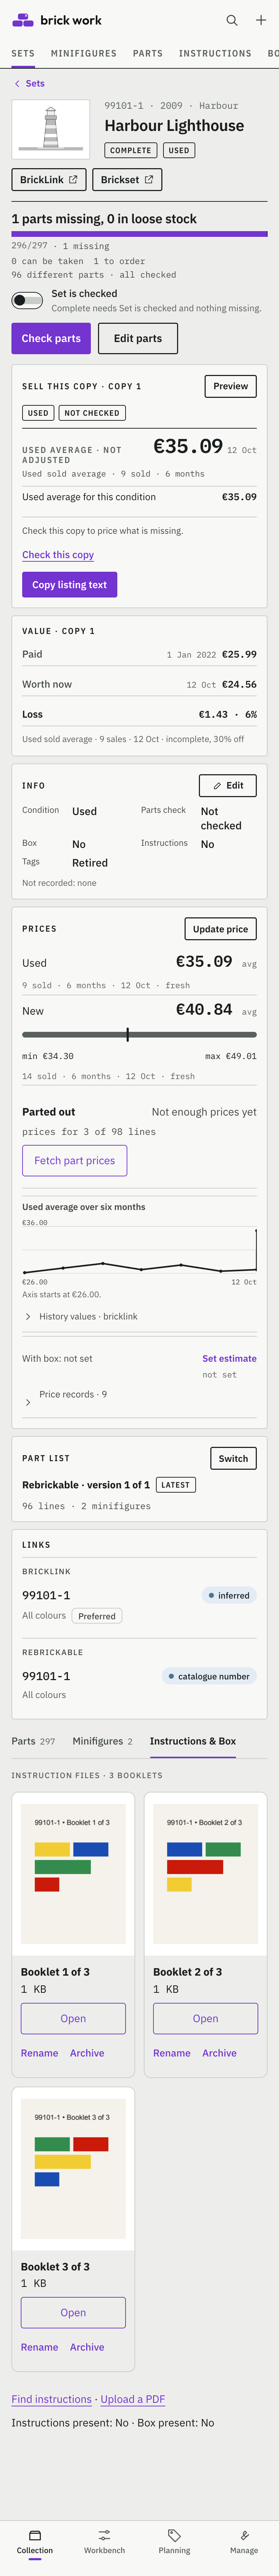 brick work
SETS MINIFIGURES PARTS INSTRUCTIONS BO
Sets
99101-1 · 2009 · Harbour
Harbour Lighthouse
COMPLETE USED
BrickLink Brickset
1 parts missing, 0 in loose stock
296/297 · 1 missing
0 can be taken 1 to order
96 different parts · all checked
Set is checked
Complete needs Set is checked and nothing missing.
Check parts Edit parts
SELL THIS COPY · COPY 1 Preview
USED NOT CHECKED
USED AVERAGE · NOT ADJUSTED €35.09 12 Oct
Used sold average · 9 sold · 6 months
Used average for this condition €35.09
Check this copy to price what is missing.
Check this copy
Copy listing text
VALUE · COPY 1
Paid 1 Jan 2022 €25.99
Worth now 12 Oct €24.56
Loss €1.43 · 6%
Used sold average · 9 sales · 12 Oct · incomplete, 30% off
INFO Edit
Condition Used Parts check Not checked
Box No Instructions No
Tags Retired
Not recorded: none
PRICES Update price
Used €35.09 avg
9 sold · 6 months · 12 Oct · fresh
New €40.84 avg
min €34.30 max €49.01
14 sold · 6 months · 12 Oct · fresh
Parted out Not enough prices yet
prices for 3 of 98 lines
Fetch part prices
Used average over six months
€36.00
€26.00 12 Oct
Axis starts at €26.00.
History values · bricklink
With box: not set Set estimate
not set
Price records · 9
PART LIST Switch
Rebrickable · version 1 of 1 LATEST
96 lines · 2 minifigures
LINKS
BRICKLINK
99101-1 inferred
All colours Preferred
REBRICKABLE
99101-1 catalogue number
All colours
Parts 297 Minifigures 2 Instructions & Box
INSTRUCTION FILES · 3 BOOKLETS
99101-1 • Booklet 1 of 3
Booklet 1 of 3
1 KB
Open
Rename Archive
99101-1 • Booklet 2 of 3
Booklet 2 of 3
1 KB
Open
Rename Archive
99101-1 • Booklet 3 of 3
Booklet 3 of 3
1 KB
Open
Rename Archive
Find instructions · Upload a PDF
Instructions present: No · Box present: No
Collection Workbench Planning Manage